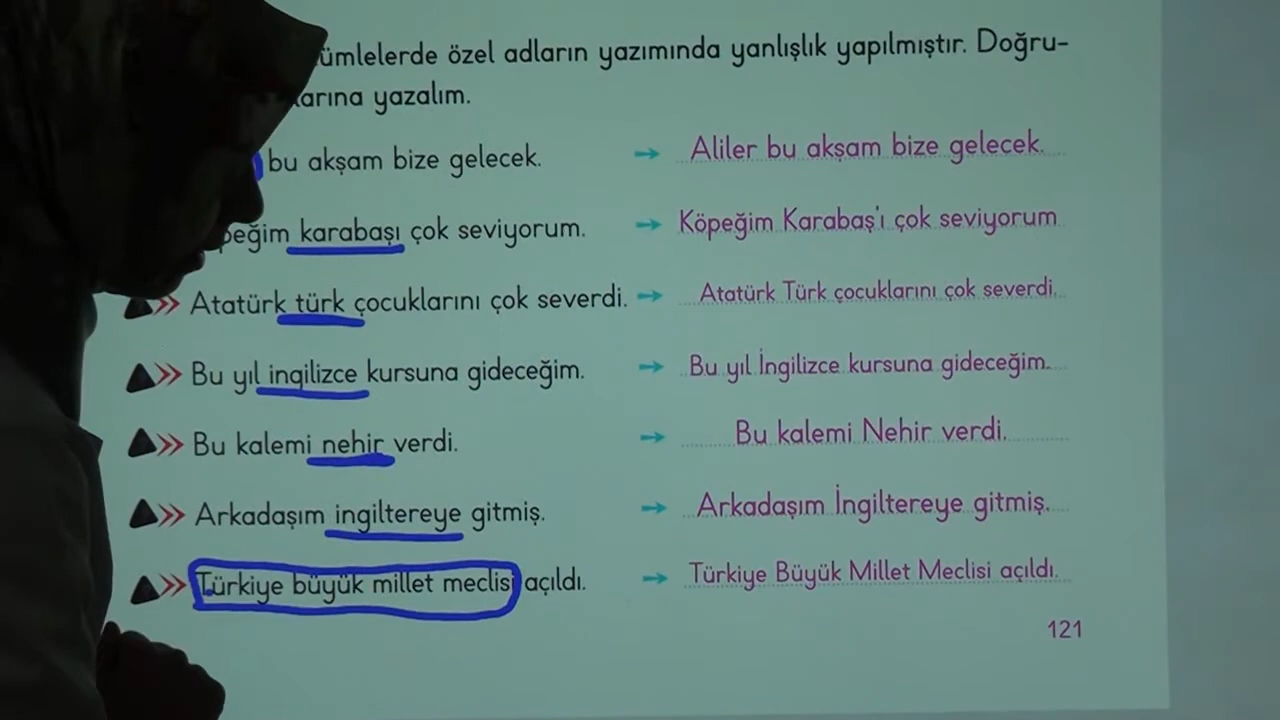 ümlelerde özel adların yazımında yanlışlık yapılmıştır. Doğru-
larına yazalım.
bu akşam bize gelecek. → Aliler bu akşam bize gelecek.
peğim karabaşı çok seviyorum. → Köpeğim Karabaş'ı çok seviyorum
Atatürk türk çocuklarını çok severdi. → Atatürk Türk çocuklarını çok severdi.
Bu yıl ingilizce kursuna gideceğim. → Bu yıl İngilizce kursuna gideceğim.
Bu kalemi nehir verdi. → Bu kalemi Nehir verdi.
Arkadaşım ingiltereye gitmiş. → Arkadaşım İngiltereye gitmiş.
Türkiye büyük millet meclisi açıldı. → Türkiye Büyük Millet Meclisi açıldı.
121